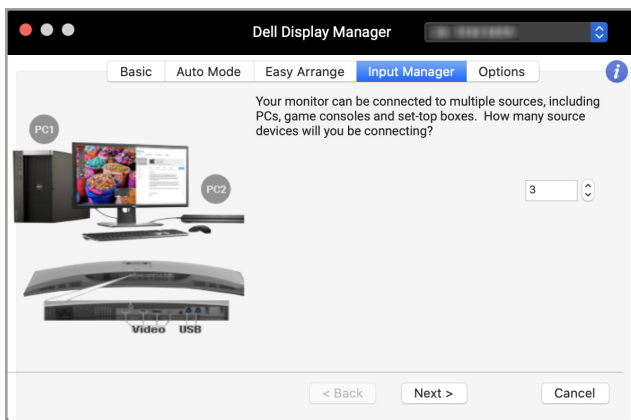 Dell Display Manager
Basic
Auto Mode
Easy Arrange
Input Manager
Options
i
Your monitor can be connected to multiple sources, including
PCs, game consoles and set-top boxes. How many source
devices will you be connecting?
PC1
3
PC2
Video
USB
< Back
Next >
Cancel